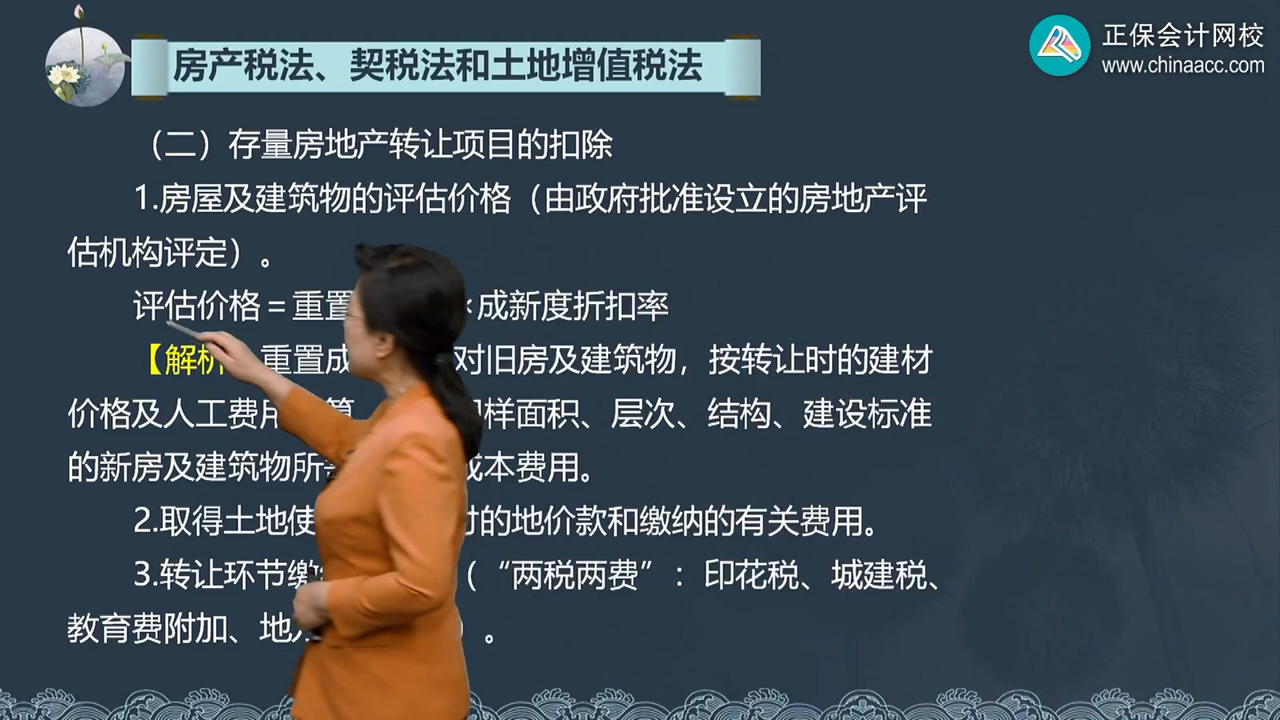 房产税法、契税法和土地增值税法
正保会计网校
www.chinaacc.com
（二）存量房地产转让项目的扣除
1.房屋及建筑物的评估价格（由政府批准设立的房地产评
估机构评定）。
评估价格＝重置 成新度折扣率
【解析 重置成 对旧房及建筑物，按转让时的建材
价格及人工费用 算 同样面积、层次、结构、建设标准
的新房及建筑物所 成本费用。
2.取得土地使 时的地价款和缴纳的有关费用。
3.转让环节缴 （“两税两费”：印花税、城建税、
教育费附加、地 ）。